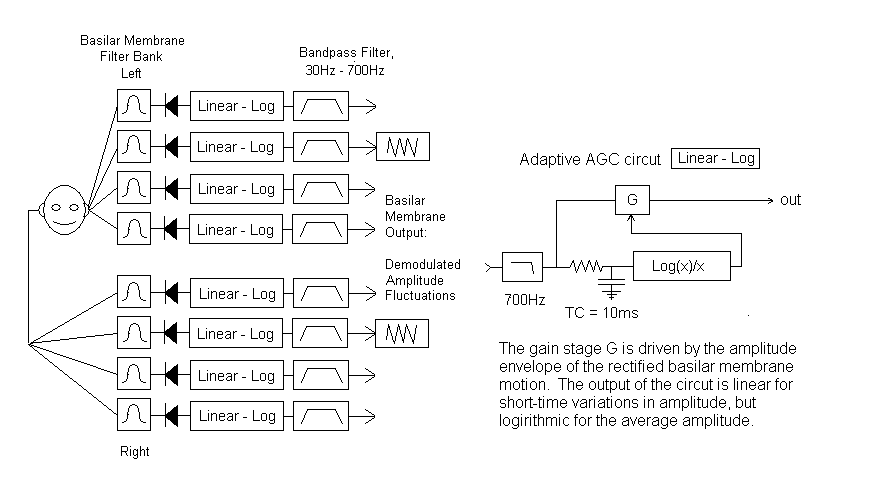 Basilar Membrane
Filter Bank
Left
Bandpass Filter,
30Hz - 700Hz
Linear - Log
Linear - Log
Linear - Log
Linear - Log
Basilar
Membrane
Output:
Demodulated
Amplitude
Fluctuations
Linear - Log
Linear - Log
Linear - Log
Linear - Log
Right
Adaptive AGC circut
Linear - Log
G
out
Log(x)/x
700Hz
TC = 10ms
The gain stage G is driven by the amplitude
envelope of the rectified basilar membrane
motion. The output of the circut is linear for
short-time variations in amplitude, but
logirithmic for the average amplitude.